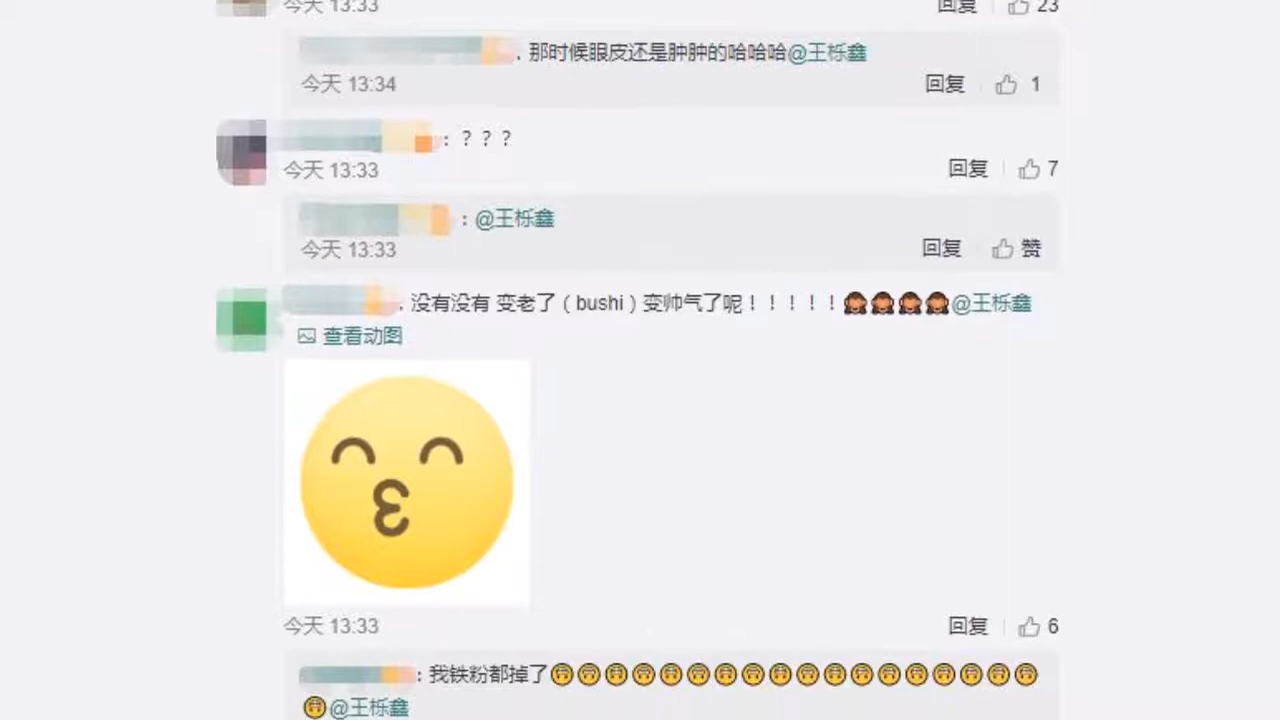 今天 13:33 回复 23
. 那时候眼皮还是肿肿的哈哈哈@王栎鑫
今天 13:34 回复 1
: ? ? ?
今天 13:33 回复 7
: @王栎鑫
今天 13:33 回复 赞
. 没有没有 变老了（bushi）变帅气了呢！！！！！🙈🙈🙈🙈@王栎鑫
查看动图
今天 13:33 回复 6
: 我铁粉都掉了
@王栎鑫